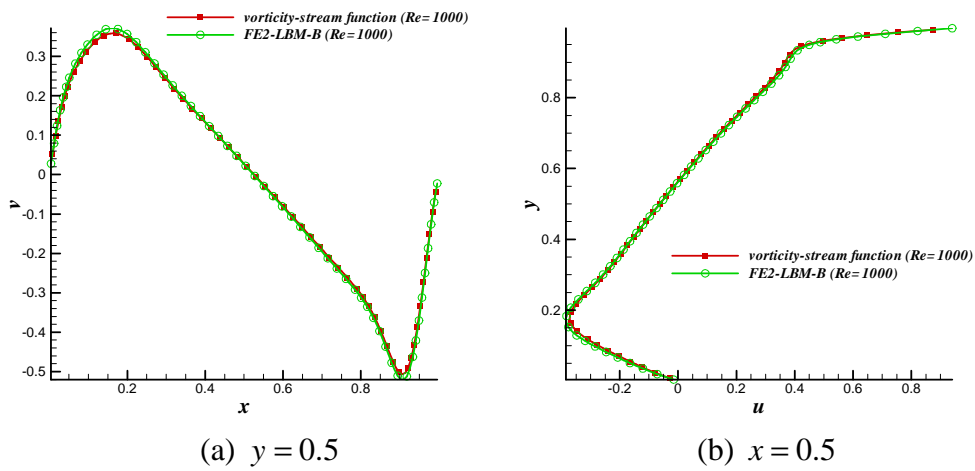 vorticity-stream function (Re=1000)
FE2-LBM-B (Re=1000)
0.3
0.2
0.1
0
-0.1
-0.2
-0.3
-0.4
-0.5
v
0.2
0.4
0.6
0.8
x
(a) y = 0.5
0.8
0.6
0.4
0.2
y
vorticity-stream function (Re=1000)
FE2-LBM-B (Re=1000)
-0.2
0
0.2
0.4
0.6
0.8
u
(b) x = 0.5